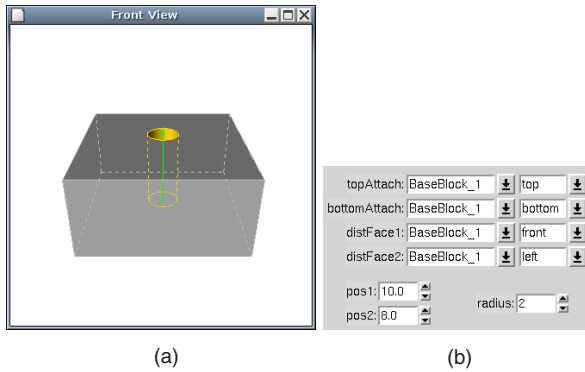 Front View
topAttach: BaseBlock_1 top
bottomAttach: BaseBlock_1 bottom
distFace1: BaseBlock_1 front
distFace2: BaseBlock_1 left
pos1: 10.0
radius: 2
pos2: 8.0
(a) (b)